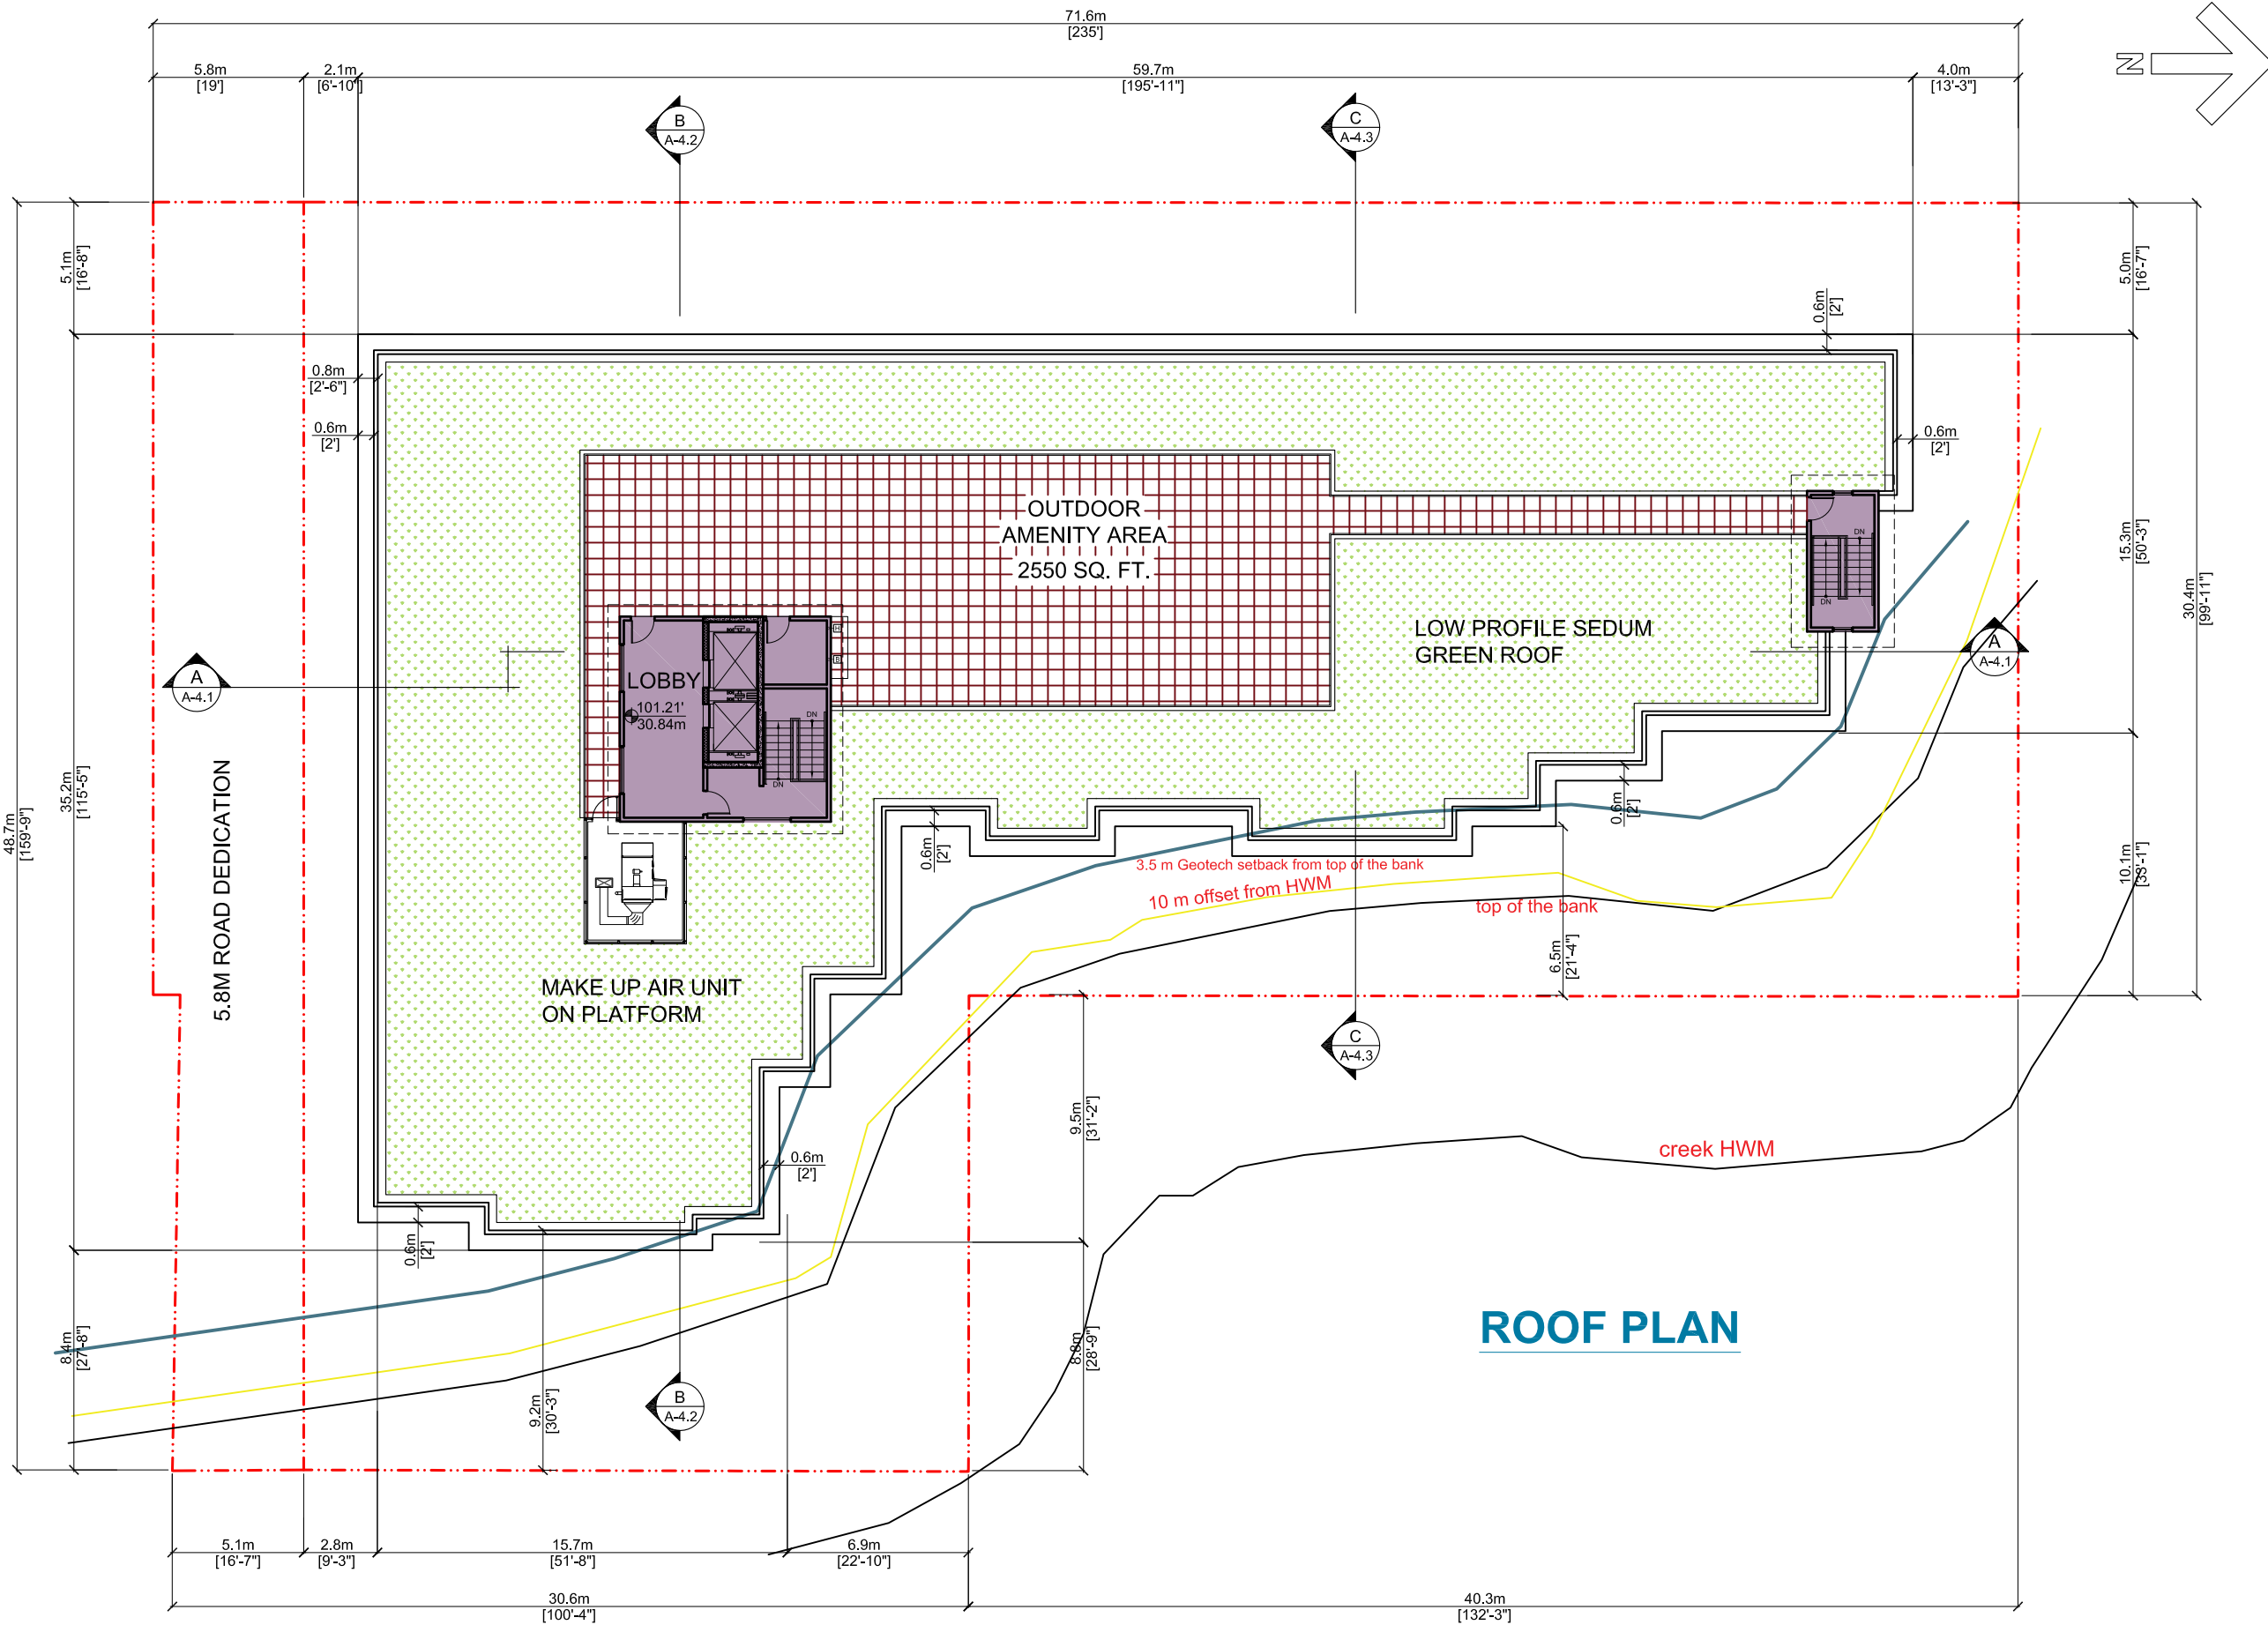 71.6m
[235']
5.8m
[19']
2.1m
[6'-10"]
59.7m
[195'-11"]
4.0m
[13'-3"]
N
B
A-4.2
C
A-4.3
5.1m
[16'-8"]
5.0m
[16'-7"]
0.6m
[2']
0.8m
[2'-6"]
0.6m
[2']
0.6m
[2']
OUTDOOR
AMENITY AREA
2550 SQ. FT.
DN
DN
15.3m
[50'-3"]
30.4m
[99'-11"]
LOW PROFILE SEDUM
GREEN ROOF
H
B
A
A-4.1
A
A-4.1
LOBBY
101.21'
30.84m
DN
DN
35.2m
[115'-5"]
48.7m
[159'-9"]
5.8M ROAD DEDICATION
0.6m
[2']
0.6m
[2']
3.5 m Geotech setback from top of the bank
10 m offset from HWM
top of the bank
10.1m
[33'-1"]
6.5m
[21'-4"]
MAKE UP AIR UNIT
ON PLATFORM
C
A-4.3
9.5m
[31'-2"]
creek HWM
0.6m
[2']
0.6m
[2']
ROOF PLAN
8.4m
[27'-8"]
8.8m
[28'-9"]
9.2m
[30'-3"]
B
A-4.2
5.1m
[16'-7"]
2.8m
[9'-3"]
15.7m
[51'-8"]
6.9m
[22'-10"]
30.6m
[100'-4"]
40.3m
[132'-3"]